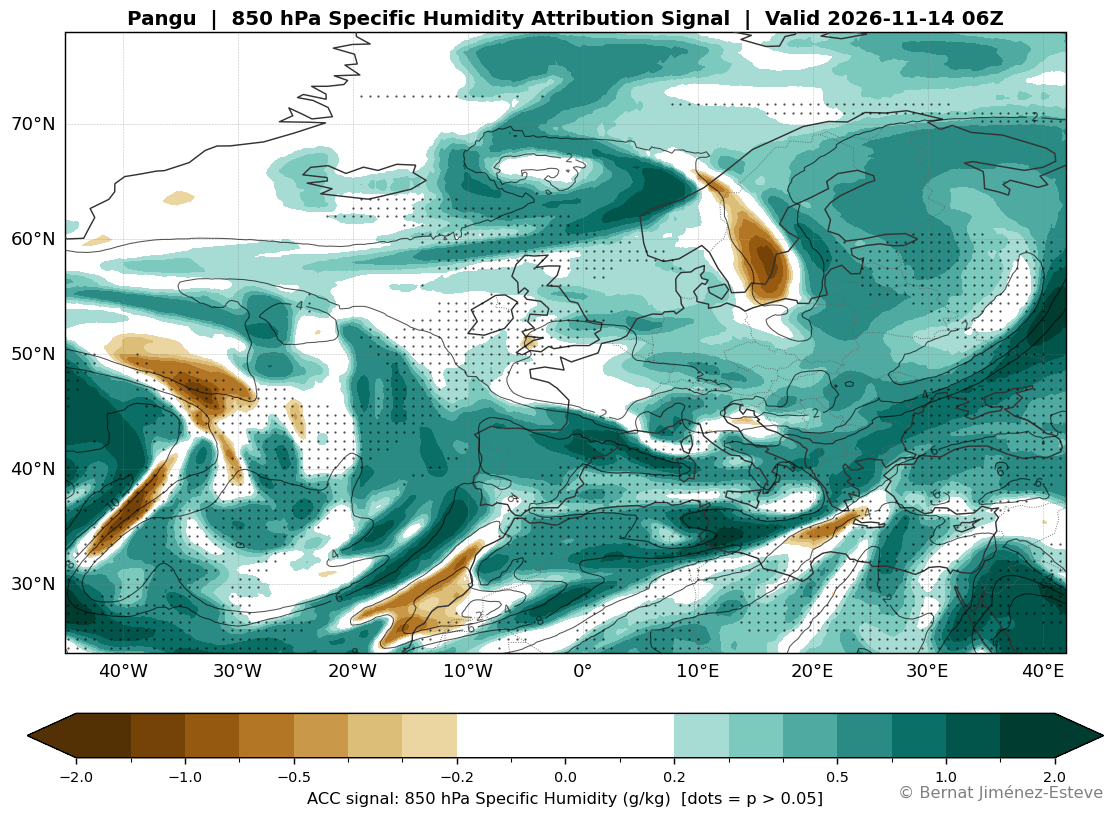 Pangu | 850 hPa Specific Humidity Attribution Signal | Valid 2026-11-14 06Z
70°N
60°N
50°N
40°N
30°N
40°W 30°W 20°W 10°W 0° 10°E 20°E 30°E 40°E
−2.0 −1.0 −0.5 −0.2 0.0 0.2 0.5 1.0 2.0
ACC signal: 850 hPa Specific Humidity (g/kg) [dots = p > 0.05]
© Bernat Jiménez-Esteve